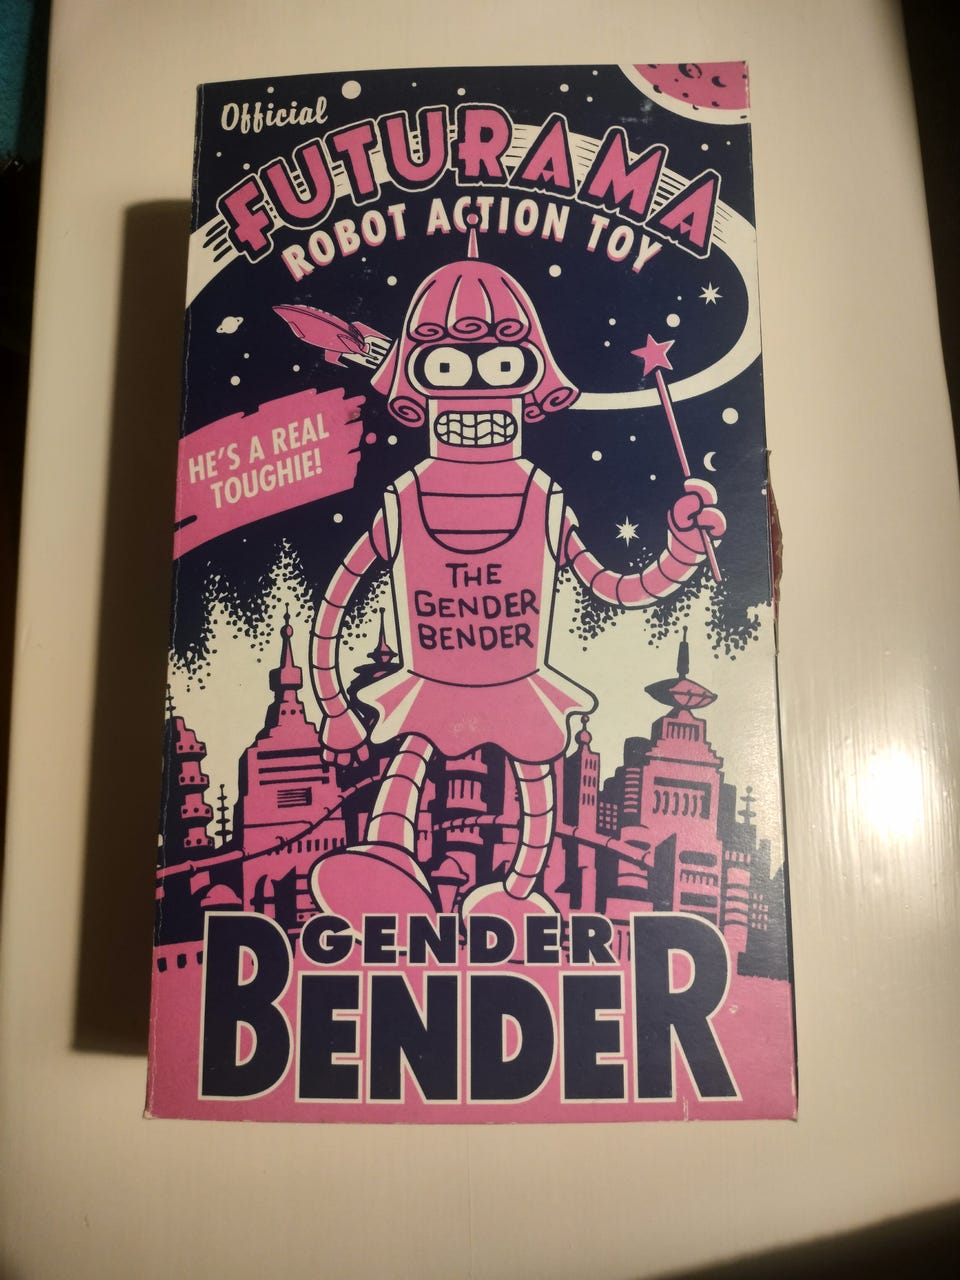 Official
FUTURAMA
ROBOT ACTION TOY
HE'S A REAL
TOUGHIE!
THE
GENDER
BENDER
GENDER
BENDER